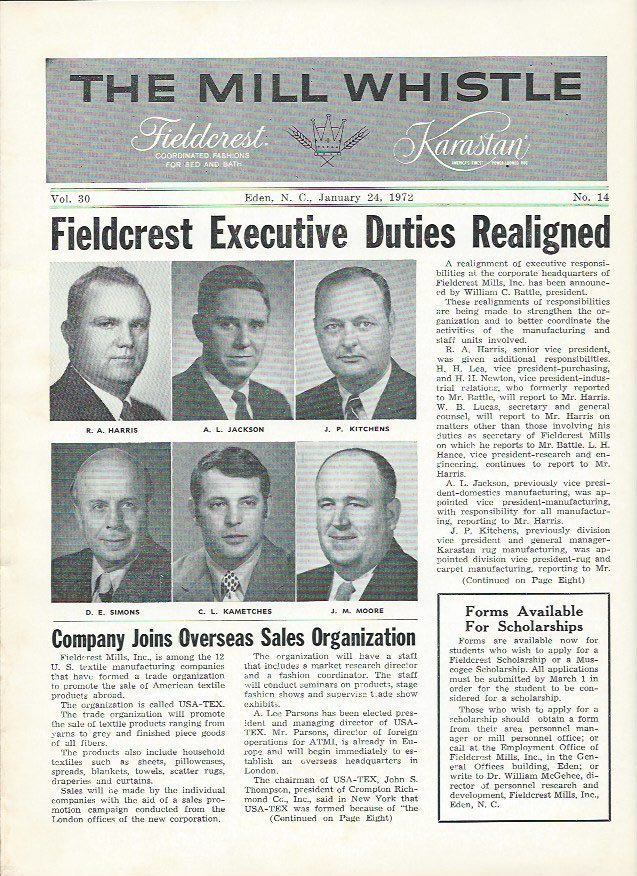 THE MILL WHISTLE
Fieldcrest
COORDINATED FASHIONS
FOR BED AND BATH
Karastan
Vol. 30
Eden, N. C., January 24, 1972
No. 14
Fieldcrest Executive Duties Realigned
R. A. HARRIS
A. L. JACKSON
J. P. KITCHENS
D. E. SIMONS
C. L. KAMETCHES
J. M. MOORE
A realignment of executive responsi-
bilities at the corporate headquarters of
Fieldcrest Mills, Inc. has been announc-
ed by William C. Battle, president.
These realignments of responsibilities
are being made to strengthen the or-
ganization and to better coordinate the
activities of the manufacturing and
staff units involved.
R. A. Harris, senior vice president,
was given additional responsibilities.
H. H. Lea, vice president-purchasing,
and H. H. Newton, vice president-indus-
trial relations, who formerly reported
to Mr. Battle, will report to Mr. Harris.
W. B. Lucas, secretary and general
counsel, will report to Mr. Harris on
matters other than those involving his
duties as secretary of Fieldcrest Mills
on which he reports to Mr. Battle. L. H.
Hance, vice president-research and en-
gineering, continues to report to Mr.
Harris.
A. L. Jackson, previously vice presi-
dent-domestics manufacturing, was ap-
pointed vice president-manufacturing,
with responsibility for all manufactur-
ing, reporting to Mr. Harris.
J. P. Kitchens, previously division
vice president and general manager-
Karastan rug manufacturing, was ap-
pointed division vice president-rug and
carpet manufacturing, reporting to Mr.
(Continued on Page Eight)
Company Joins Overseas Sales Organization
Fieldcrest Mills, Inc., is among the 12
U. S. textile manufacturing companies
that have formed a trade organization
to promote the sale of American textile
products abroad.
The organization is called USA-TEX.
The trade organization will promote
the sale of textile products ranging from
yarns to grey and finished piece goods
of all fibers.
The products also include household
textiles such as sheets, pillowcases,
spreads, blankets, towels, scatter rugs,
draperies and curtains.
Sales will be made by the individual
companies with the aid of a sales pro-
motion campaign conducted from the
London offices of the new corporation.
The organization will have a staff
that includes a market research director
and a fashion coordinator. The staff
will conduct seminars on products, stage
fashion shows and supervise trade show
exhibits.
A. Lee Parsons has been elected pres-
ident and managing director of USA-
TEX. Mr. Parsons, director of foreign
operations for ATMI, is already in Eu-
rope and will begin immediately to es-
tablish an overseas headquarters in
London.
The chairman of USA-TEX, John S.
Thompson, president of Crompton Rich-
mond Co., Inc., said in New York that
USA-TEX was formed because of "the
(Continued on Page Eight)
Forms Available
For Scholarships
Forms are available now for
students who wish to apply for a
Fieldcrest Scholarship or a Mus-
cogee Scholarship. All applications
must be submitted by March 1 in
order for the student to be con-
sidered for a scholarship.
Those who wish to apply for a
scholarship should obtain a form
from their area personnel man-
ager or mill personnel office; or
call at the Employment Office of
Fieldcrest Mills, Inc., in the Gen-
eral Offices building, Eden; or
write to Dr. William McGehee, di-
rector of personnel research and
development, Fieldcrest Mills, Inc.,
Eden, N. C.